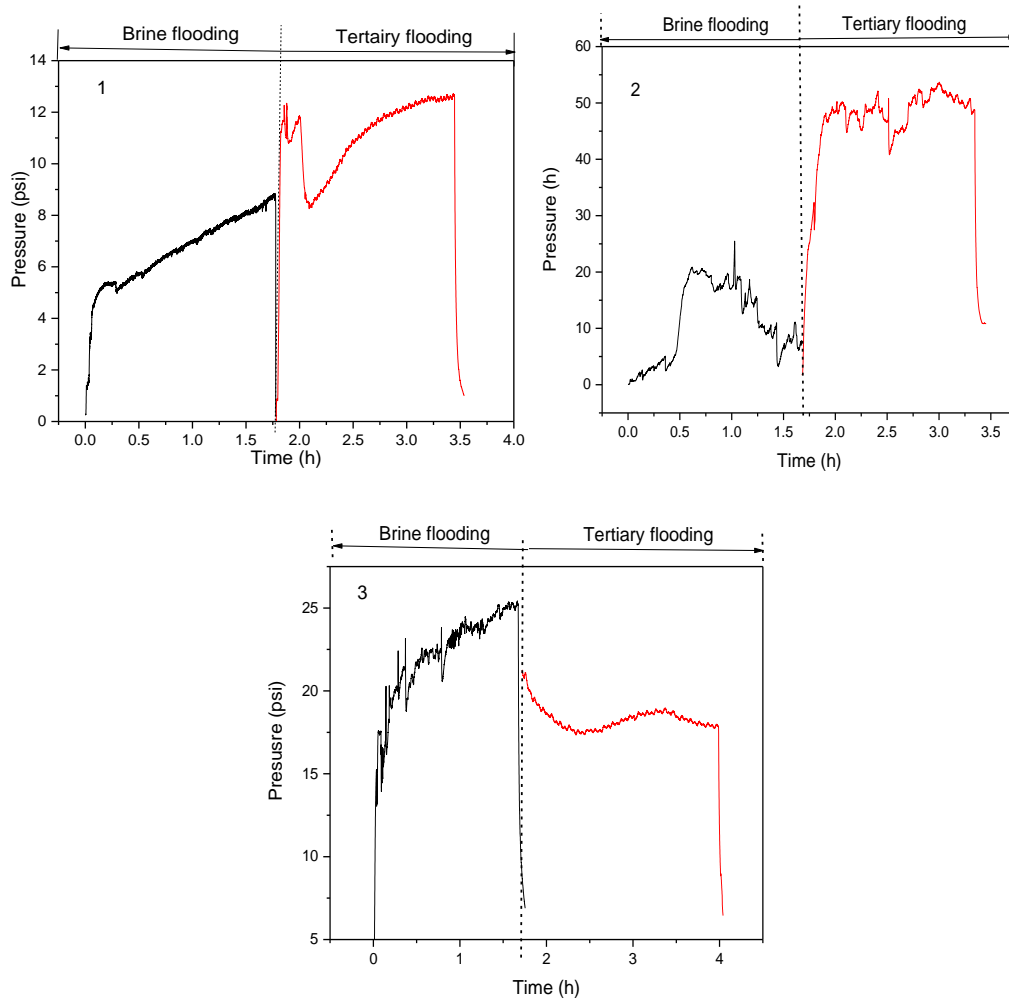 Brine flooding Tertairy flooding
1
14
12
10
8
6
4
2
0
Pressure (psi)
0.0 0.5 1.0 1.5 2.0 2.5 3.0 3.5 4.0
Time (h)
Brine flooding Tertiary flooding
2
60
50
40
30
20
10
0
Pressure (h)
0.0 0.5 1.0 1.5 2.0 2.5 3.0 3.5
Time (h)
Brine flooding Tertiary flooding
3
25
20
15
10
5
Presusre (psi)
0 1 2 3 4
Time (h)